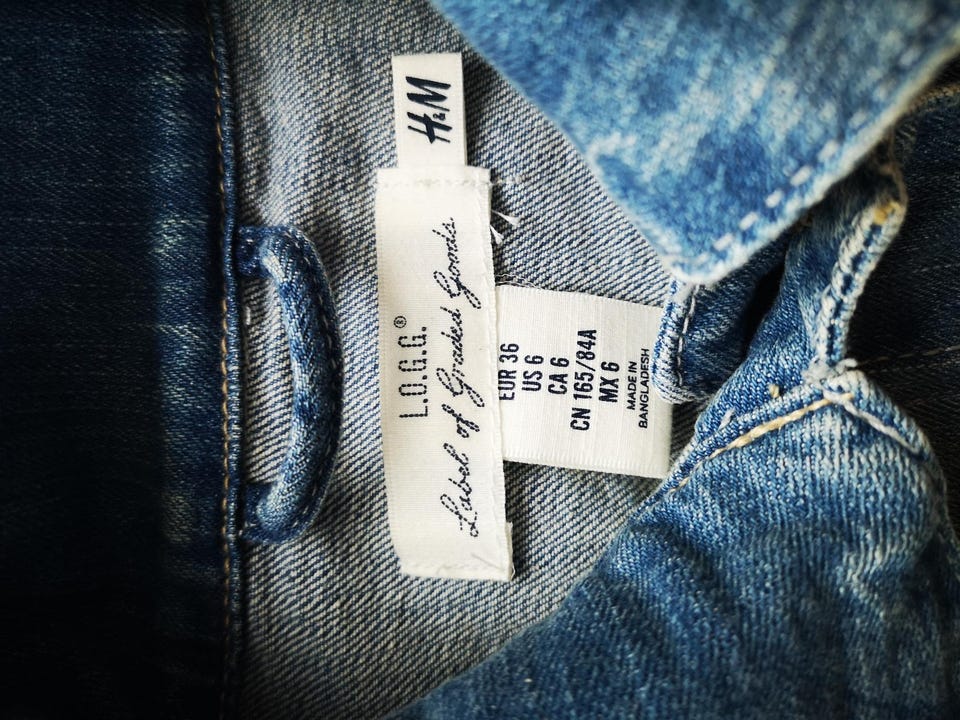 H&M
L.O.G.G.®
Label of Graded Goods.
EUR 36
US 6
CA 6
CN 165/84A
MX 6
MADE IN
BANGLADESH